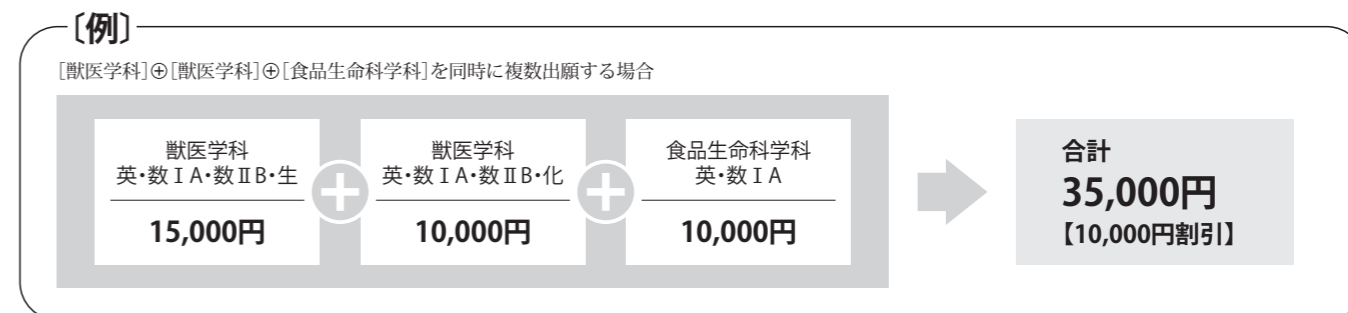 〔例〕
[獣医学科]⊕[獣医学科]⊕[食品生命科学科]を同時に複数出願する場合
獣医学科
英・数ⅠA・数ⅡB・生
15,000円
獣医学科
英・数ⅠA・数ⅡB・化
10,000円
食品生命科学科
英・数ⅠA
10,000円
合計
35,000円
【10,000円割引】